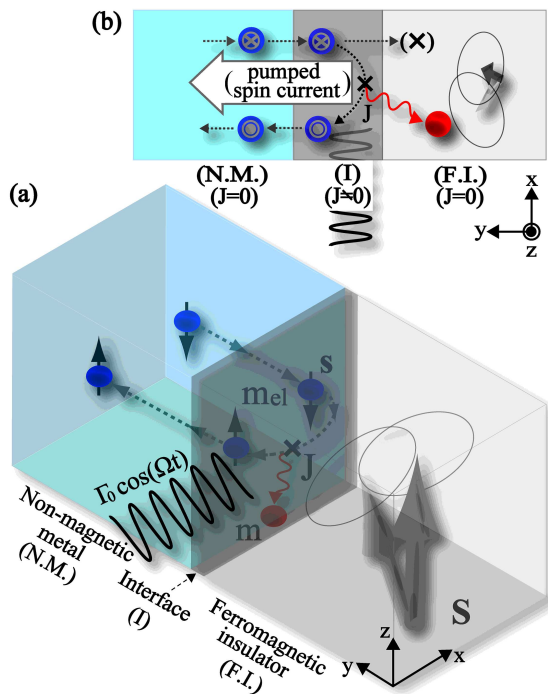 (b)
(×)
(pumped
spin current)
J
(N.M.)
(J=0)
(I)
(J≠0)
(F.I.)
(J=0)
x
y
z
(a)
s
m_el
J
Γ₀ cos(Ωt)
m
Non-magnetic
metal
(N.M.)
Interface
(I)
Ferromagnetic
insulator
(F.I.)
S
z
y
x